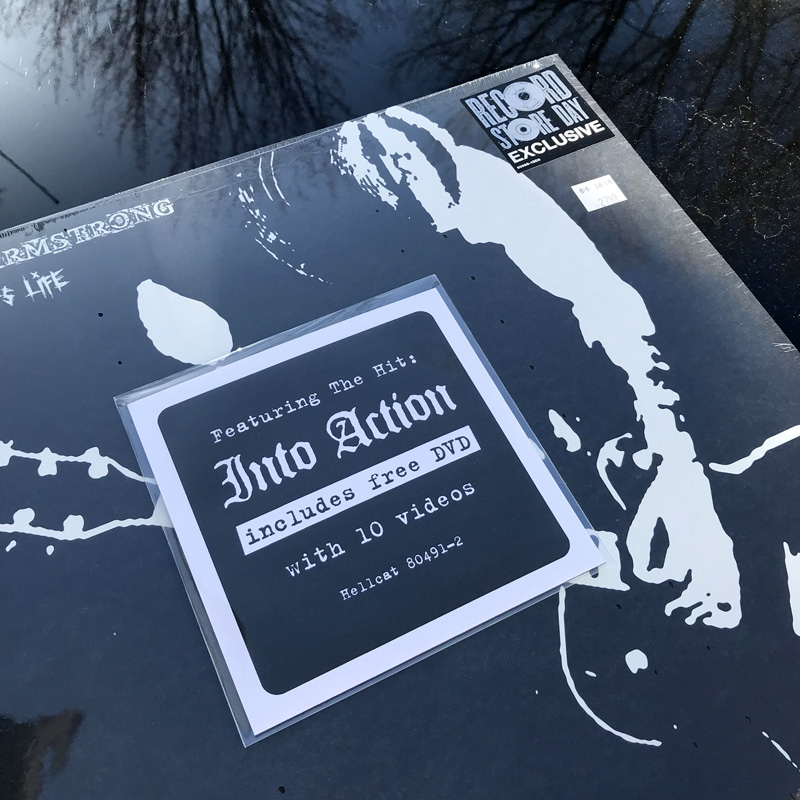 RMSTRONG
S LIFE
RECORD
STORE DAY
EXCLUSIVE
Featuring The Hit:
Into Action
includes free DVD
with 10 videos
Hellcat 80491-2